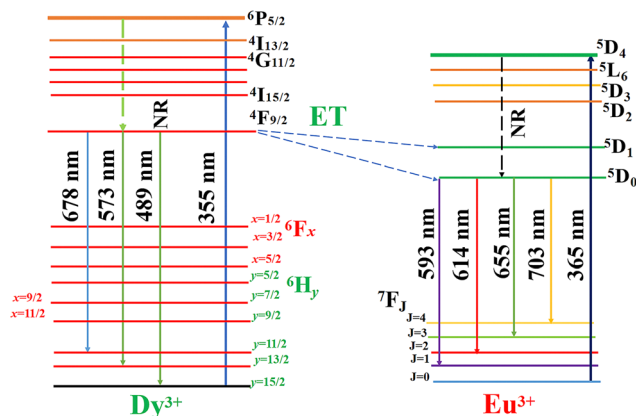 ⁶P₅/₂
⁴I₁₃/₂
⁴G₁₁/₂
⁴I₁₅/₂
⁴F₉/₂
NR
678 nm
573 nm
489 nm
355 nm
x=1/2
⁶Fₓ
x=3/2
x=5/2
y=5/2
⁶Hᵧ
x=9/2
y=7/2
x=11/2
y=9/2
y=11/2
y=13/2
y=15/2
Dy³⁺
ET
⁵D₄
⁵L₆
⁵D₃
⁵D₂
NR
⁵D₁
⁵D₀
593 nm
614 nm
655 nm
703 nm
365 nm
⁷F_J
J=4
J=3
J=2
J=1
J=0
Eu³⁺